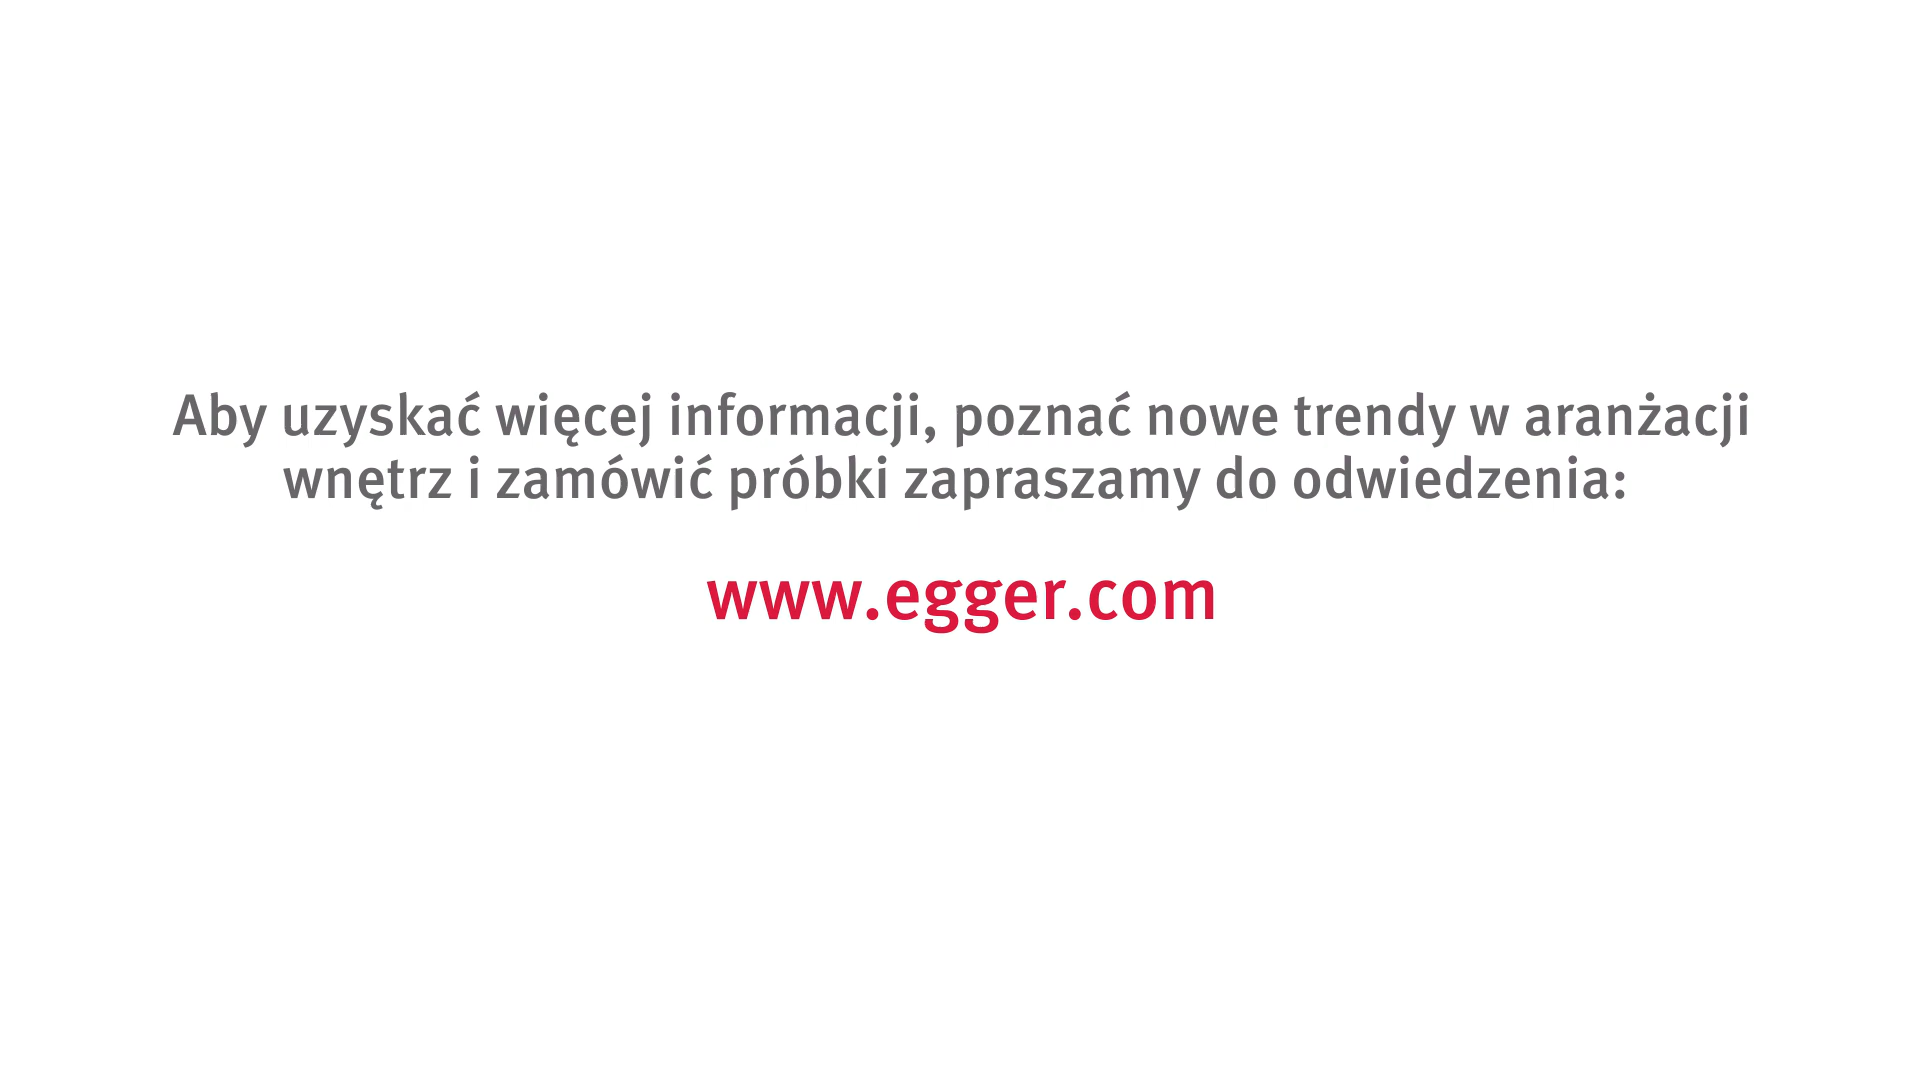 Aby uzyskać więcej informacji, poznać nowe trendy w aranżacji
wnętrz i zamówić próbki zapraszamy do odwiedzenia:
www.egger.com